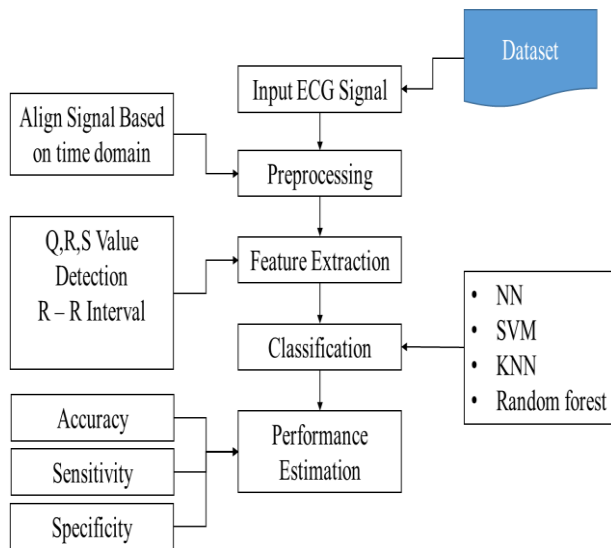 Dataset
Input ECG Signal
Align Signal Based
on time domain
Preprocessing
Q,R,S Value
Detection
R – R Interval
Feature Extraction
• NN
• SVM
• KNN
• Random forest
Classification
Accuracy
Sensitivity
Specificity
Performance
Estimation